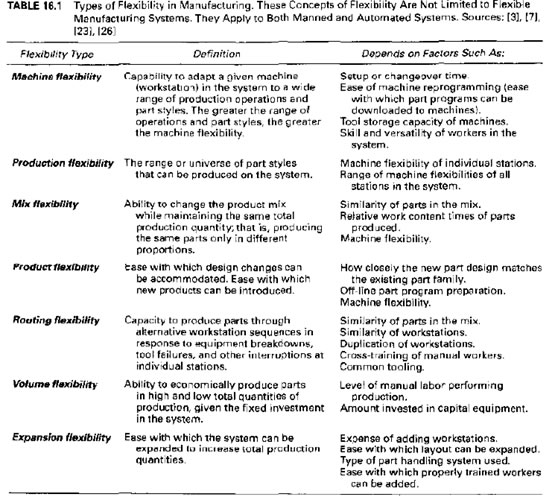 TABLE 16.1 Types of Flexibility in Manufacturing. These Concepts of Flexibility Are Not Limited to Flexible
Manufacturing Systems. They Apply to Both Manned and Automated Systems. Sources: [3], [7],
[23], [26]
Flexibility Type Definition Depends on Factors Such As:
Machine flexibility Capability to adapt a given machine Setup or changeover time.
(workstation) in the system to a wide Ease of machine reprogramming (ease
range of production operations and with which part programs can be
part styles. The greater the range of downloaded to machines).
operations and part styles, the greater Tool storage capacity of machines.
the machine flexibility. Skill and versatility of workers in the
system.
Production flexibility The range or universe of part styles Machine flexibility of individual stations.
that can be produced on the system. Range of machine flexibilities of all
stations in the system.
Mix flexibility Ability to change the product mix Similarity of parts in the mix.
while maintaining the same total Relative work content times of parts
production quantity; that is, producing produced.
the same parts only in different Machine flexibility.
proportions.
Product flexibility Ease with which design changes can How closely the new part design matches
be accommodated. Ease with which the existing part family.
new products can be introduced. Off-line part program preparation.
Machine flexibility.
Routing flexibility Capacity to produce parts through Similarity of parts in the mix.
alternative workstation sequences in Similarity of workstations.
response to equipment breakdowns, Duplication of workstations.
tool failures, and other interruptions at Cross-training of manual workers.
individual stations. Common tooling.
Volume flexibility Ability to economically produce parts Level of manual labor performing
in high and low total quantities of production.
production, given the fixed investment Amount invested in capital equipment.
in the system.
Expansion flexibility Ease with which the system can be Expense of adding workstations.
expanded to increase total production Ease with which layout can be expanded.
quantities. Type of part handling system used.
Ease with which properly trained workers
can be added.